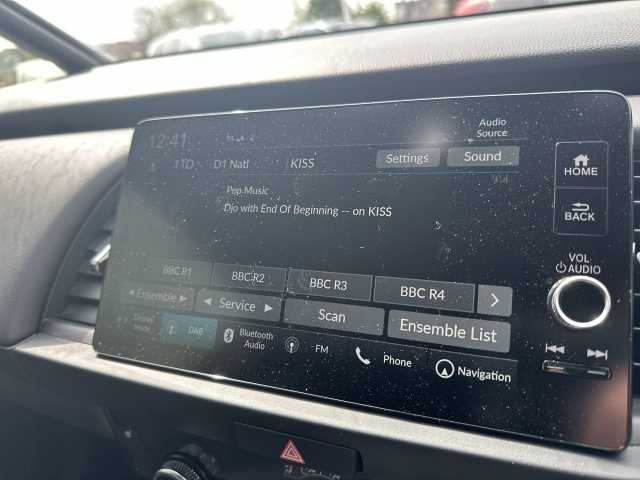 12:41
Audio
Source
11D D1 Natl KISS Settings Sound
Vol
Pop Music
Djo with End Of Beginning -- on KISS
BBC R1 BBC R2 BBC R3 BBC R4
Ensemble Service Scan Ensemble List
DAB Bluetooth Audio FM Phone Navigation
HOME
BACK
VOL
AUDIO